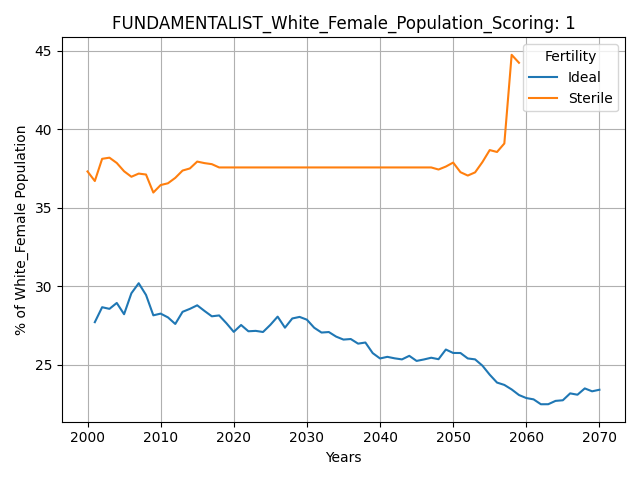 FUNDAMENTALIST_White_Female_Population_Scoring: 1
45
40
35
30
25
% of White_Female Population
Fertility
Ideal
Sterile
2000 2010 2020 2030 2040 2050 2060 2070
Years